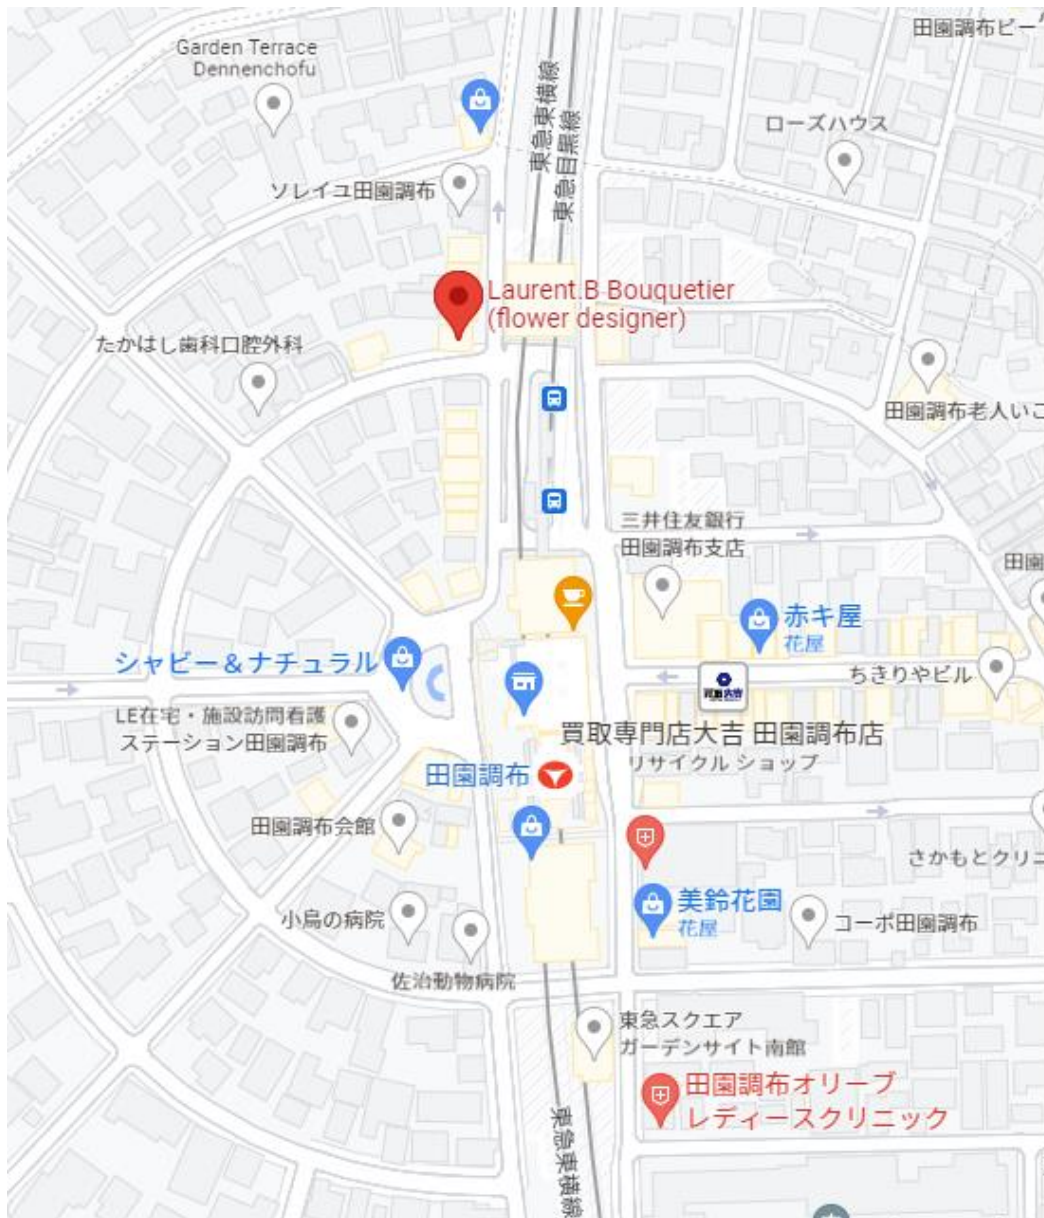 田園調布ビー
Garden Terrace
Dennenchofu
東急東横線
東急目黒線
ローズハウス
ソレイユ田園調布
Laurent.B Bouquetier
(flower designer)
たかはし歯科口腔外科
田園調布老人いこ
三井住友銀行
田園調布支店
田園
赤キ屋
花屋
シャビー＆ナチュラル
ちきりやビル
LE在宅・施設訪問看護
ステーション田園調布
買取専門店大吉 田園調布店
リサイクル ショップ
田園調布
田園調布会館
さかもとクリニ
美鈴花園
花屋
小鳥の病院
コーポ田園調布
佐治動物病院
東急スクエア
ガーデンサイト南館
田園調布オリーブ
レディースクリニック
東急東横線